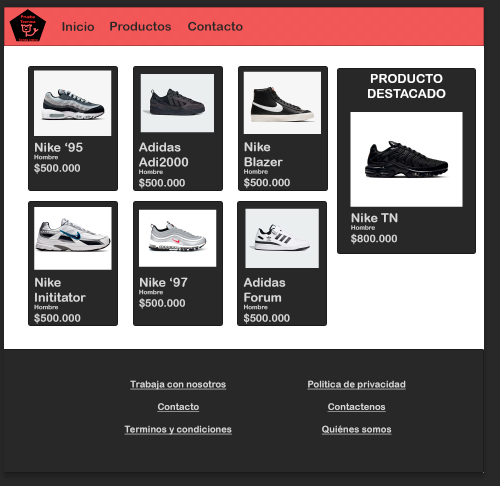 Inicio Productos Contacto
PRODUCTO
DESTACADO
Nike ‘95
Hombre
$500.000
Adidas
Adi2000
Hombre
$500.000
Nike
Blazer
Hombre
$500.000
Nike TN
Hombre
$800.000
Nike
Inititator
Hombre
$500.000
Nike ‘97
Hombre
$500.000
Adidas
Forum
Hombre
$500.000
Trabaja con nosotros
Politica de privacidad
Contacto
Contactenos
Terminos y condiciones
Quiénes somos